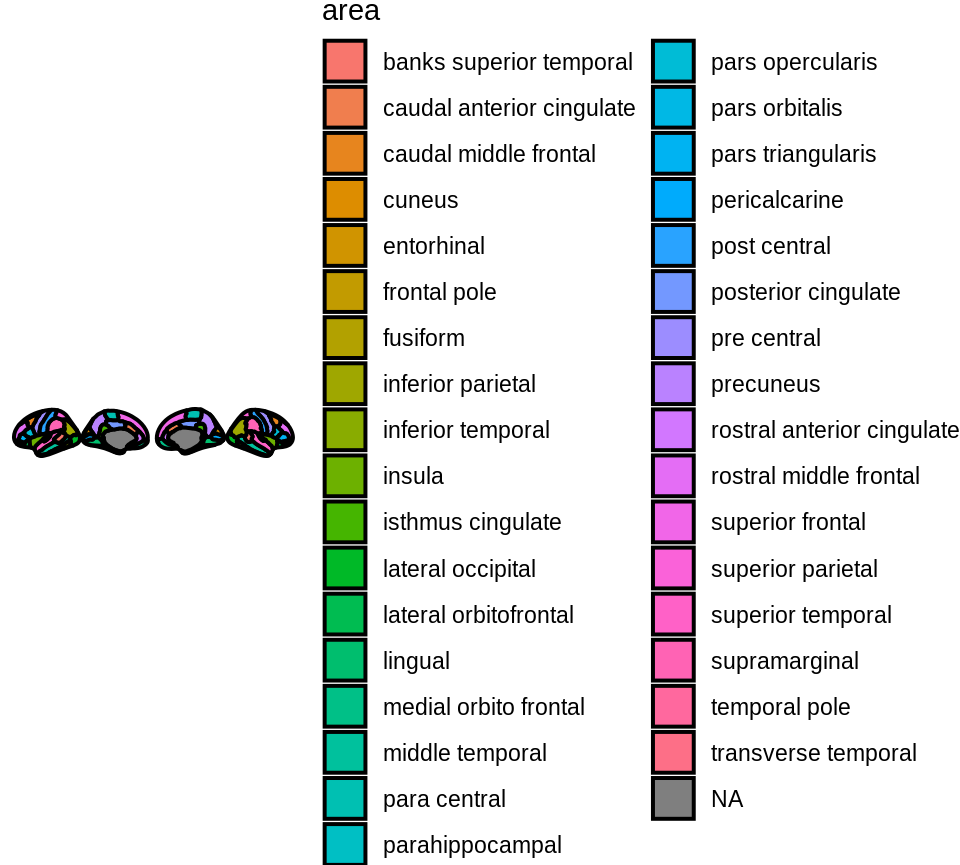 area
banks superior temporal
caudal anterior cingulate
caudal middle frontal
cuneus
entorhinal
frontal pole
fusiform
inferior parietal
inferior temporal
insula
isthmus cingulate
lateral occipital
lateral orbitofrontal
lingual
medial orbito frontal
middle temporal
para central
parahippocampal
pars opercularis
pars orbitalis
pars triangularis
pericalcarine
post central
posterior cingulate
pre central
precuneus
rostral anterior cingulate
rostral middle frontal
superior frontal
superior parietal
superior temporal
supramarginal
temporal pole
transverse temporal
NA